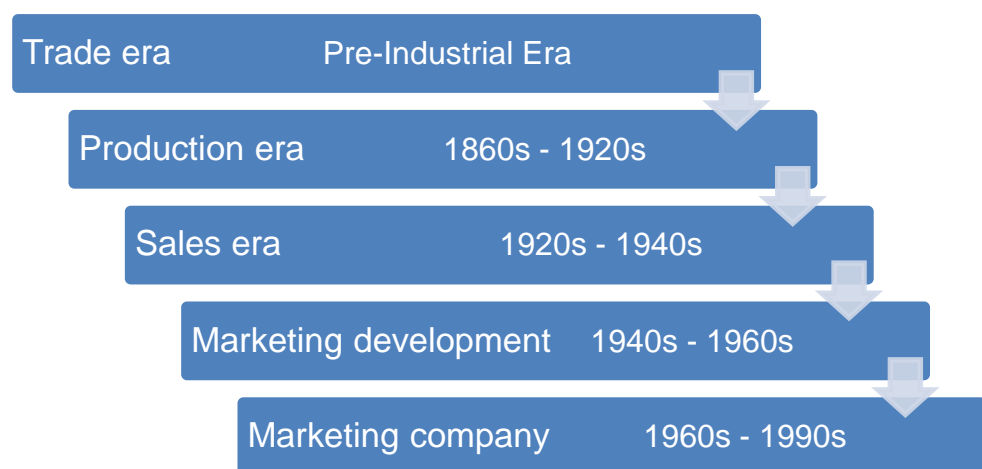 Trade era Pre-Industrial Era
Production era 1860s - 1920s
Sales era 1920s - 1940s
Marketing development 1940s - 1960s
Marketing company 1960s - 1990s